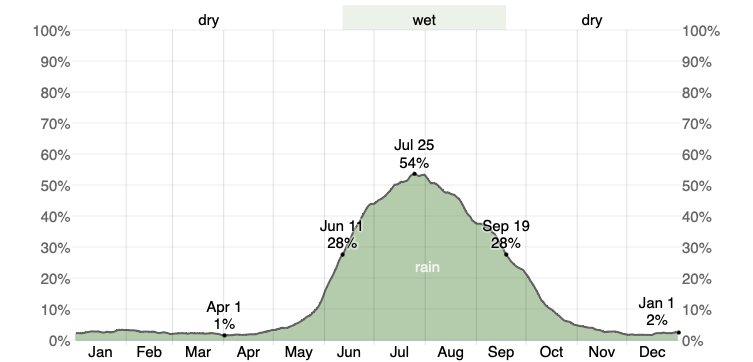 dry wet dry
100% 100%
90% 90%
80% 80%
70% 70%
60% 60%
50% 50%
40% 40%
30% 30%
20% 20%
10% 10%
0% 0%
Jul 25
54%
Jun 11
28%
Sep 19
28%
rain
Apr 1
1%
Jan 1
2%
Jan Feb Mar Apr May Jun Jul Aug Sep Oct Nov Dec